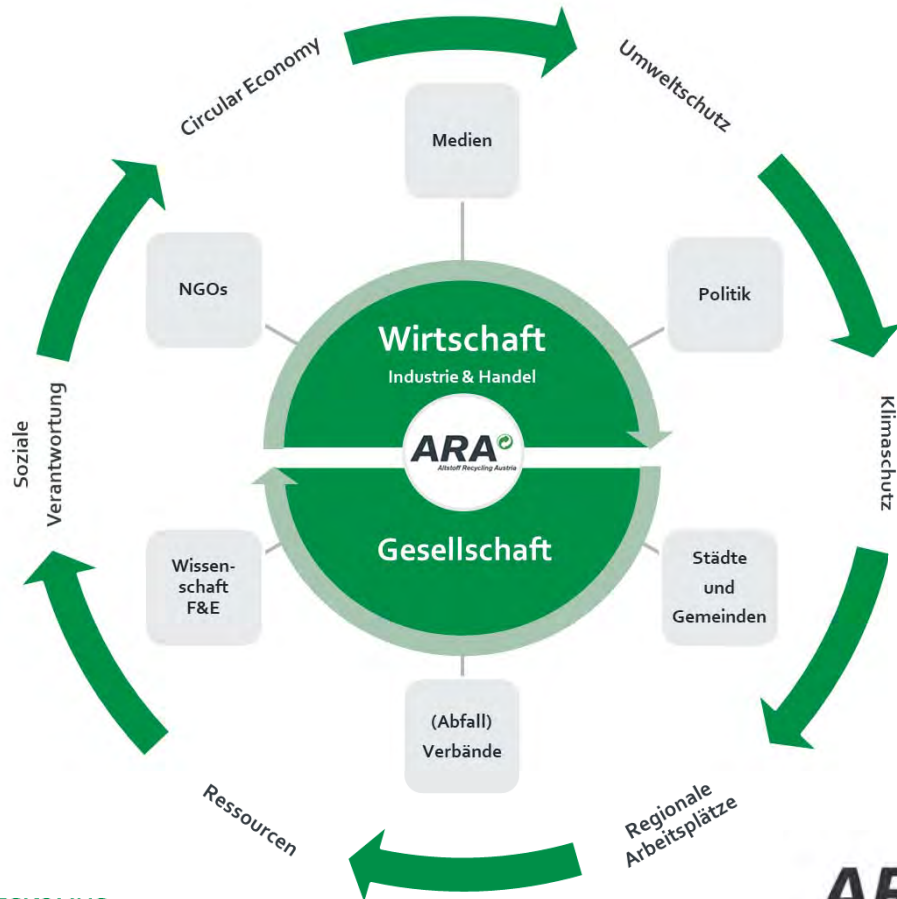 Circular Economy
Umweltschutz
Medien
NGOs
Politik
Wirtschaft
Industrie & Handel
Klimaschutz
Soziale
Verantwortung
ARA
Altstoff Recycling Austria
Gesellschaft
Wissen-
schaft
F&E
Städte
und
Gemeinden
(Abfall)
Verbände
Ressourcen
Regionale
Arbeitsplätze